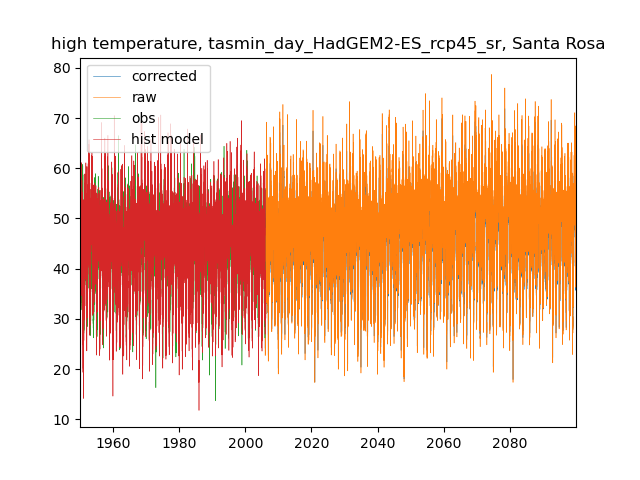 high temperature, tasmin_day_HadGEM2-ES_rcp45_sr, Santa Rosa
corrected
raw
obs
hist model
80
70
60
50
40
30
20
10
1960 1980 2000 2020 2040 2060 2080